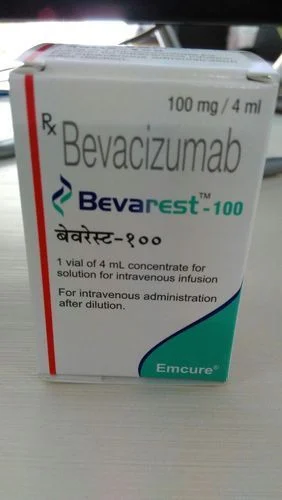 100 mg / 4 ml
Rx Bevacizumab
Bevarest™-100
बेवरेस्ट-१००
1 vial of 4 mL concentrate for
solution for intravenous infusion
For intravenous administration
after dilution.
Emcure®